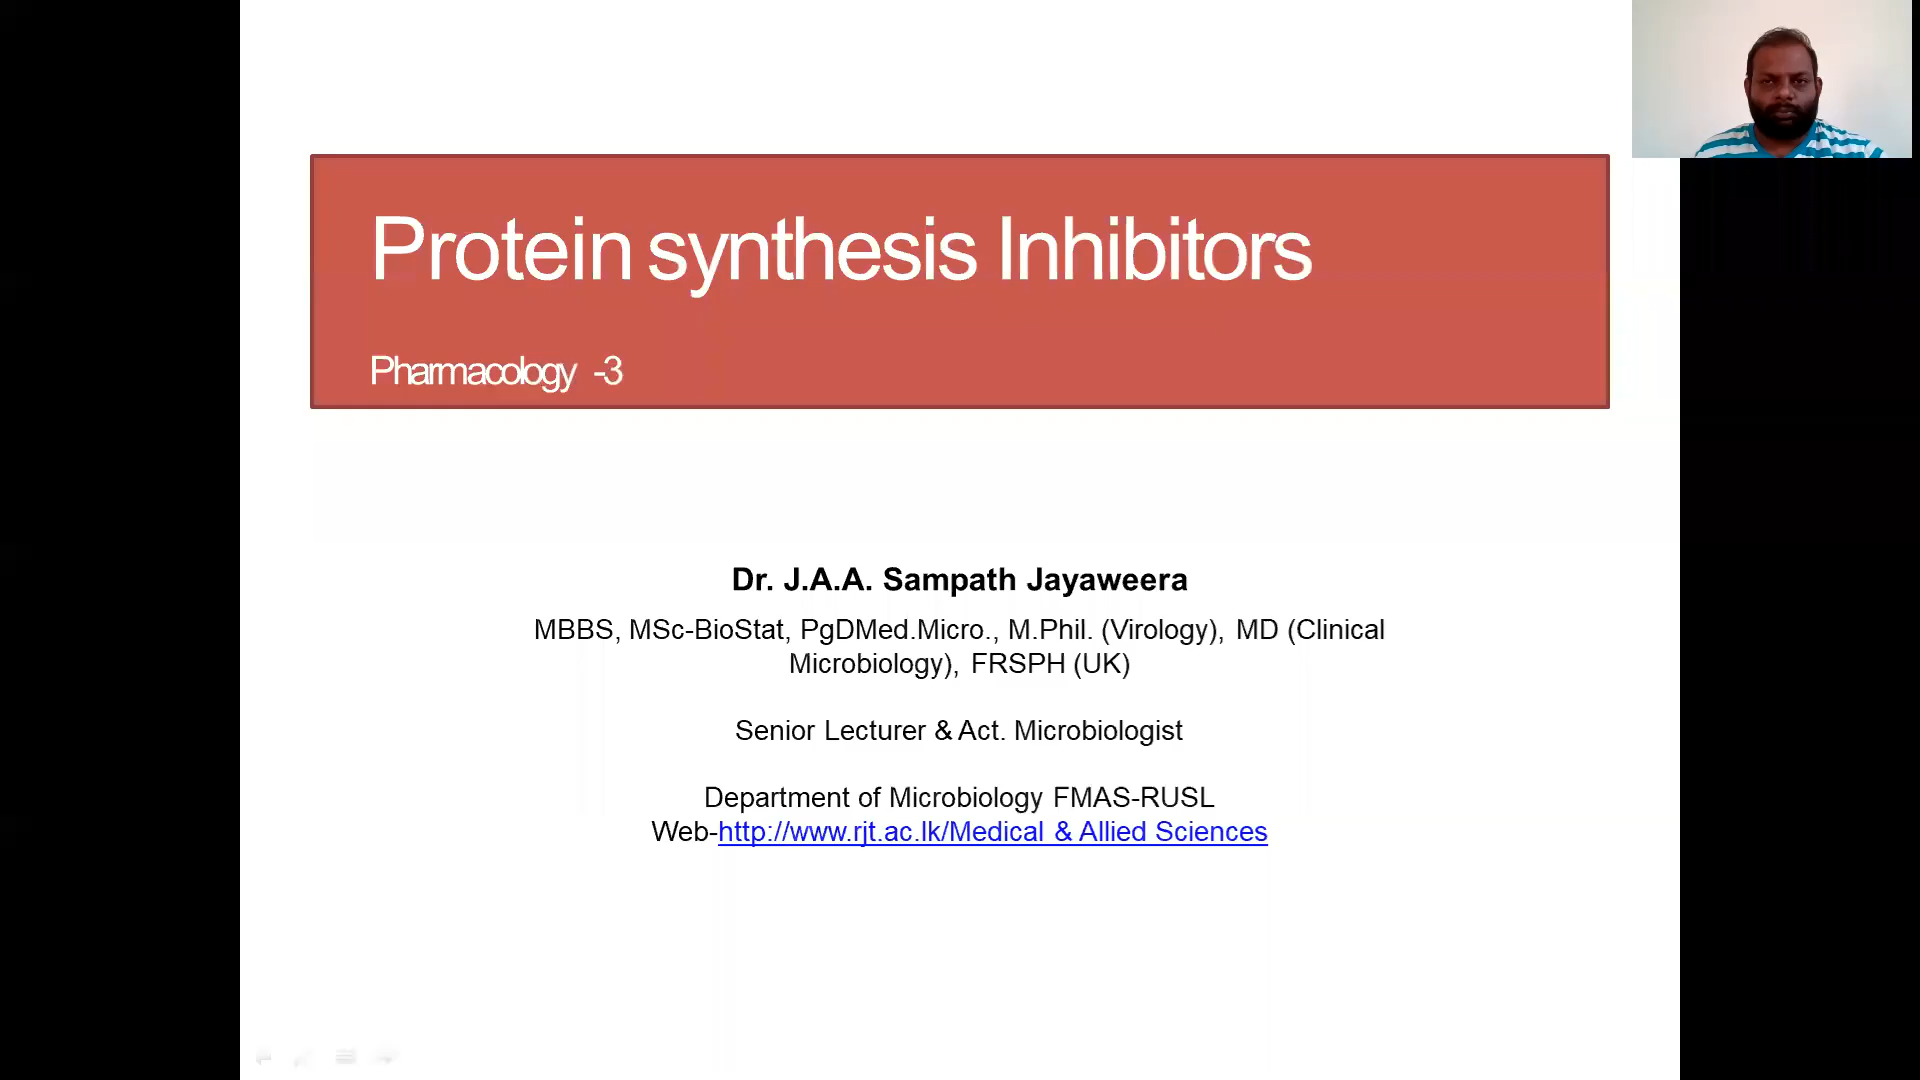 Protein synthesis Inhibitors
Pharmacology -3
Dr. J.A.A. Sampath Jayaweera
MBBS, MSc-BioStat, PgDMed.Micro., M.Phil. (Virology), MD (Clinical
Microbiology), FRSPH (UK)
Senior Lecturer & Act. Microbiologist
Department of Microbiology FMAS-RUSL
Web-http://www.rjt.ac.lk/Medical & Allied Sciences